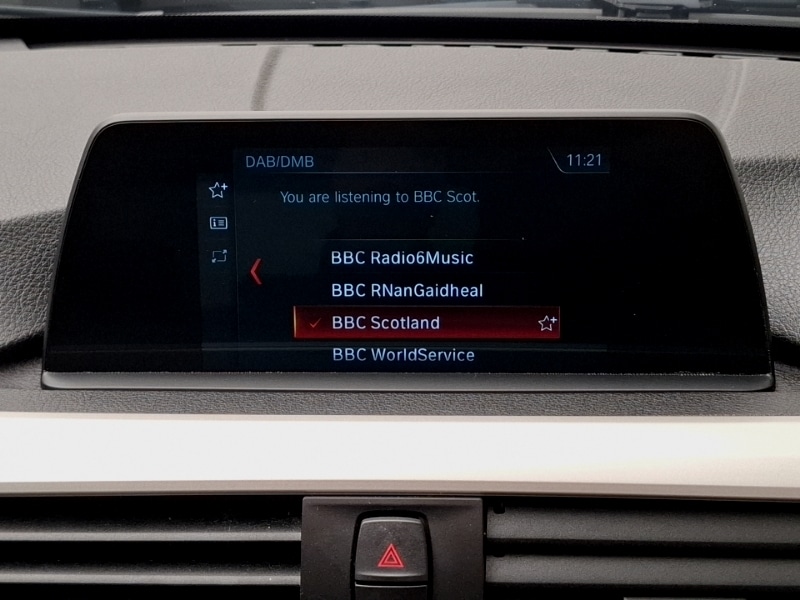 DAB/DMB 11:21
You are listening to BBC Scot.
BBC Radio6Music
BBC RNanGaidheal
BBC Scotland
BBC WorldService